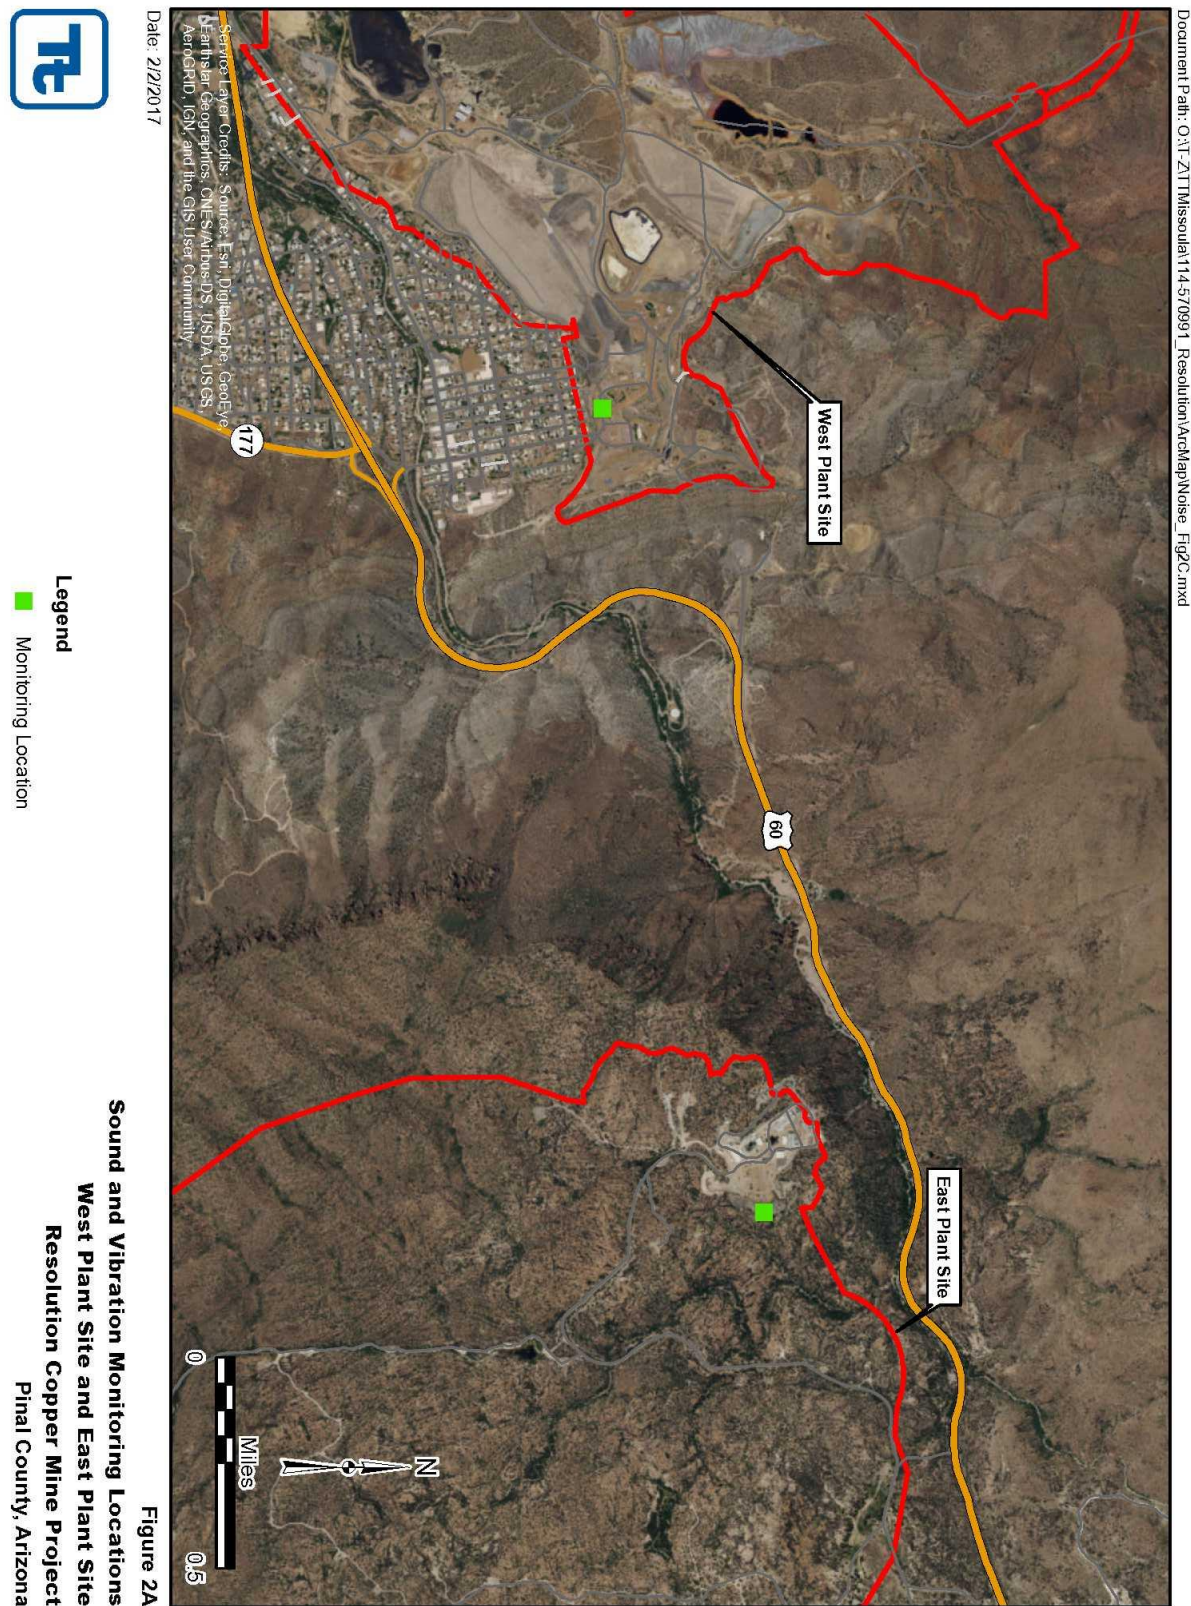 Document Path: O:\T-Z\TTMissoula\114-570991_Resolution\ArcMap\Noise_Fig2C.mxd
West Plant Site
East Plant Site
60
177
Service Layer Credits: Source: Esri, DigitalGlobe, GeoEye,
Earthstar Geographics, CNES/Airbus DS, USDA, USGS,
AeroGRID, IGN, and the GIS User Community
N
Miles
0
0.5
Date: 2/2/2017
Tt
Legend
Monitoring Location
Figure 2A
Sound and Vibration Monitoring Locations
West Plant Site and East Plant Site
Resolution Copper Mine Project
Pinal County, Arizona